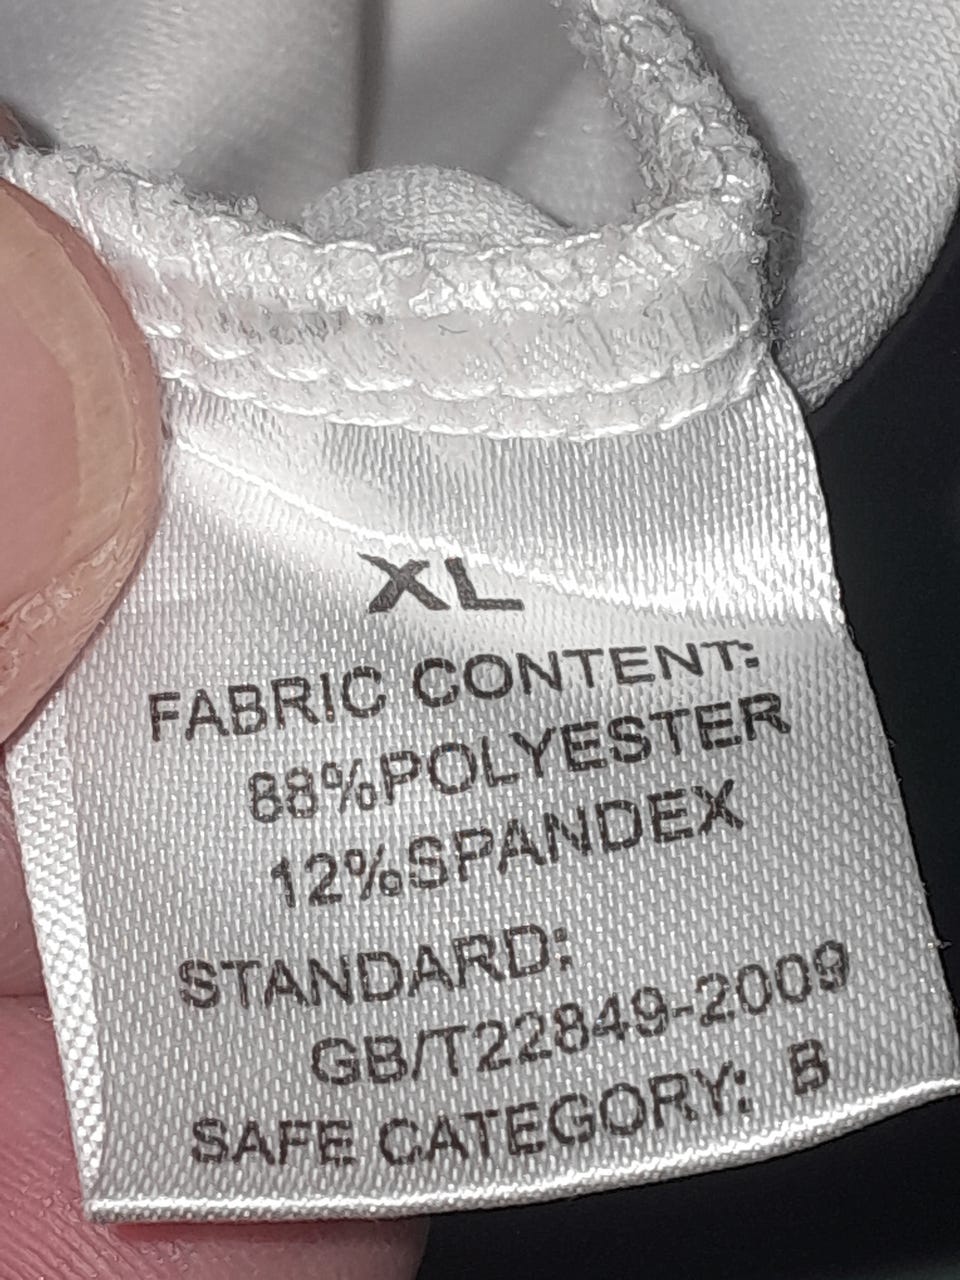 XL
FABRIC CONTENT:
88%POLYESTER
12%SPANDEX
STANDARD:
GB/T22849-2009
SAFE CATEGORY: B